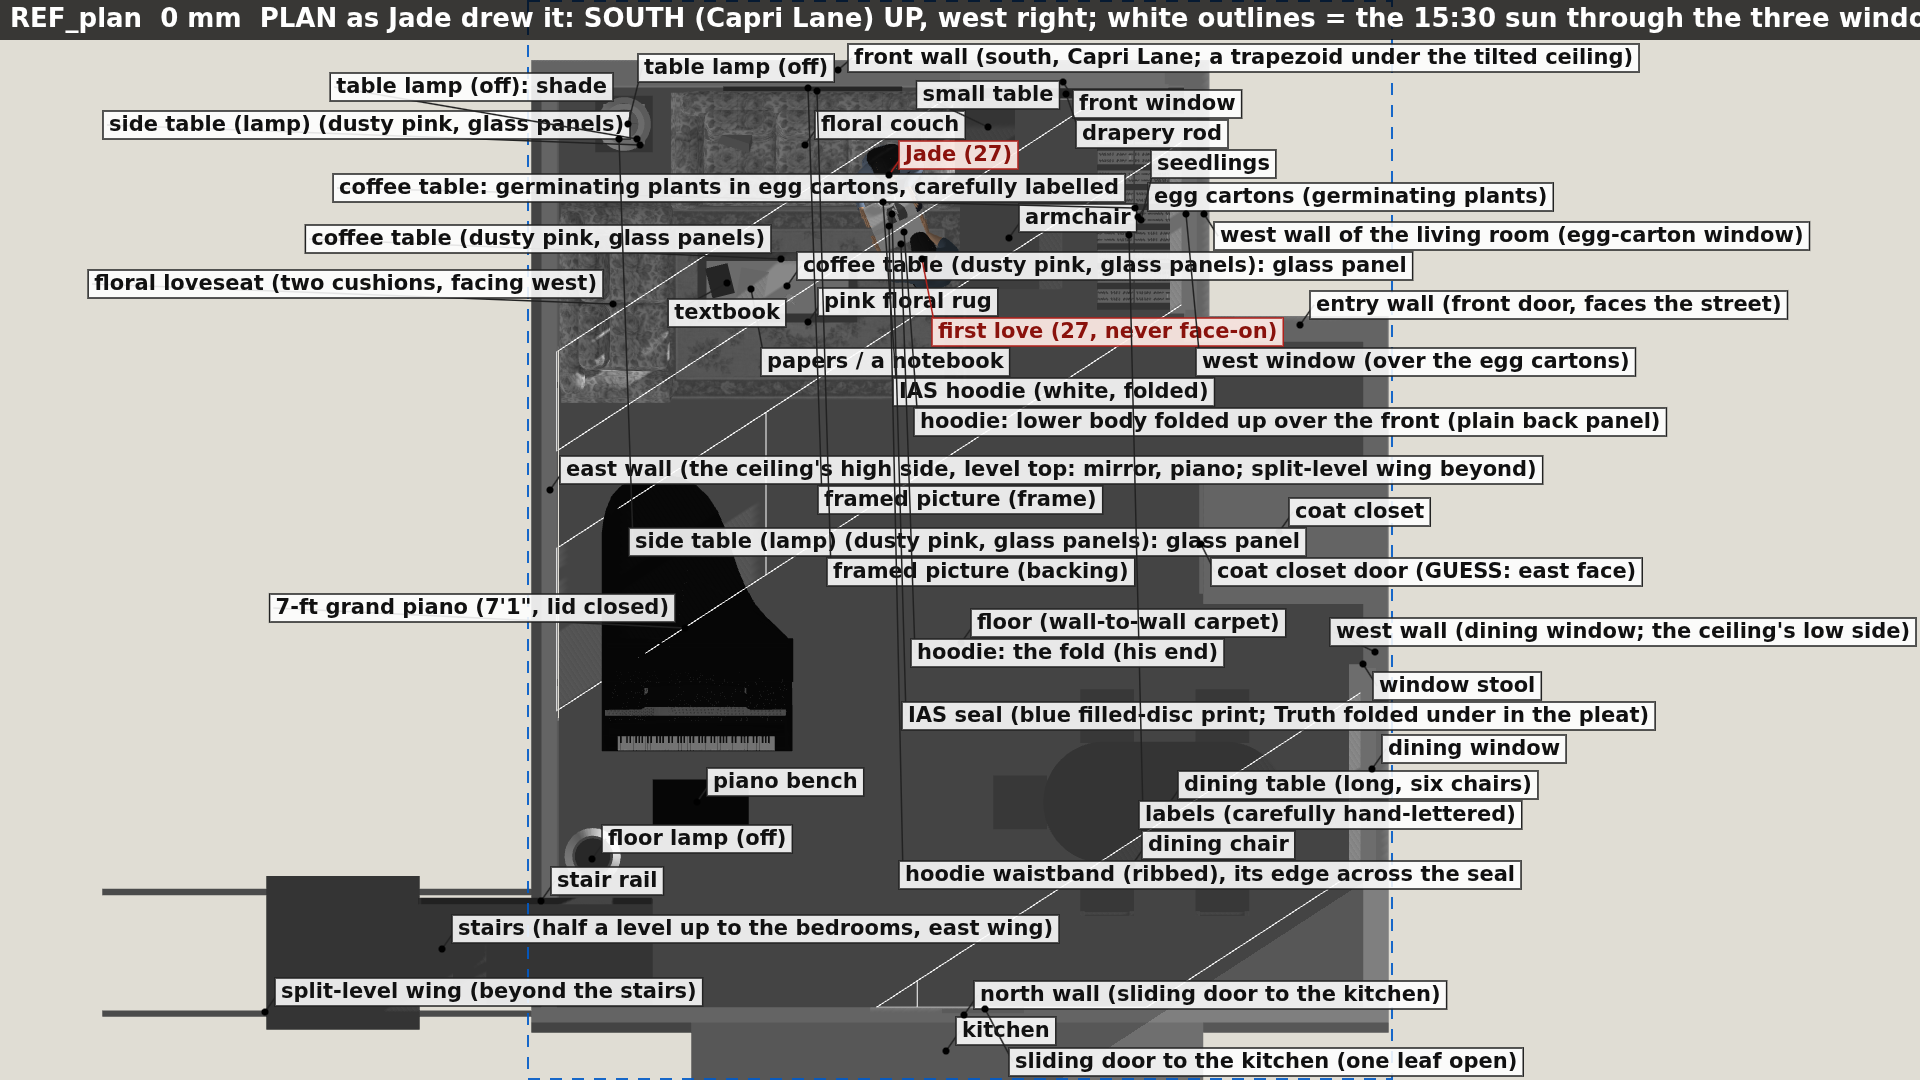 REF_plan 0 mm PLAN as Jade drew it: SOUTH (Capri Lane) UP, west right; white outlines = the 15:30 sun through the three windo
front wall (south, Capri Lane; a trapezoid under the tilted ceiling)
table lamp (off)
table lamp (off): shade
small table
front window
side table (lamp) (dusty pink, glass panels)
floral couch
drapery rod
Jade (27)
seedlings
coffee table: germinating plants in egg cartons, carefully labelled
egg cartons (germinating plants)
armchair
west wall of the living room (egg-carton window)
coffee table (dusty pink, glass panels)
coffee table (dusty pink, glass panels): glass panel
floral loveseat (two cushions, facing west)
pink floral rug
entry wall (front door, faces the street)
textbook
first love (27, never face-on)
papers / a notebook
west window (over the egg cartons)
IAS hoodie (white, folded)
hoodie: lower body folded up over the front (plain back panel)
east wall (the ceiling's high side, level top: mirror, piano; split-level wing beyond)
framed picture (frame)
coat closet
side table (lamp) (dusty pink, glass panels): glass panel
framed picture (backing)
coat closet door (GUESS: east face)
7-ft grand piano (7'1", lid closed)
floor (wall-to-wall carpet)
west wall (dining window; the ceiling's low side)
hoodie: the fold (his end)
window stool
IAS seal (blue filled-disc print; Truth folded under in the pleat)
dining window
piano bench
dining table (long, six chairs)
labels (carefully hand-lettered)
floor lamp (off)
dining chair
hoodie waistband (ribbed), its edge across the seal
stair rail
stairs (half a level up to the bedrooms, east wing)
split-level wing (beyond the stairs)
north wall (sliding door to the kitchen)
kitchen
sliding door to the kitchen (one leaf open)